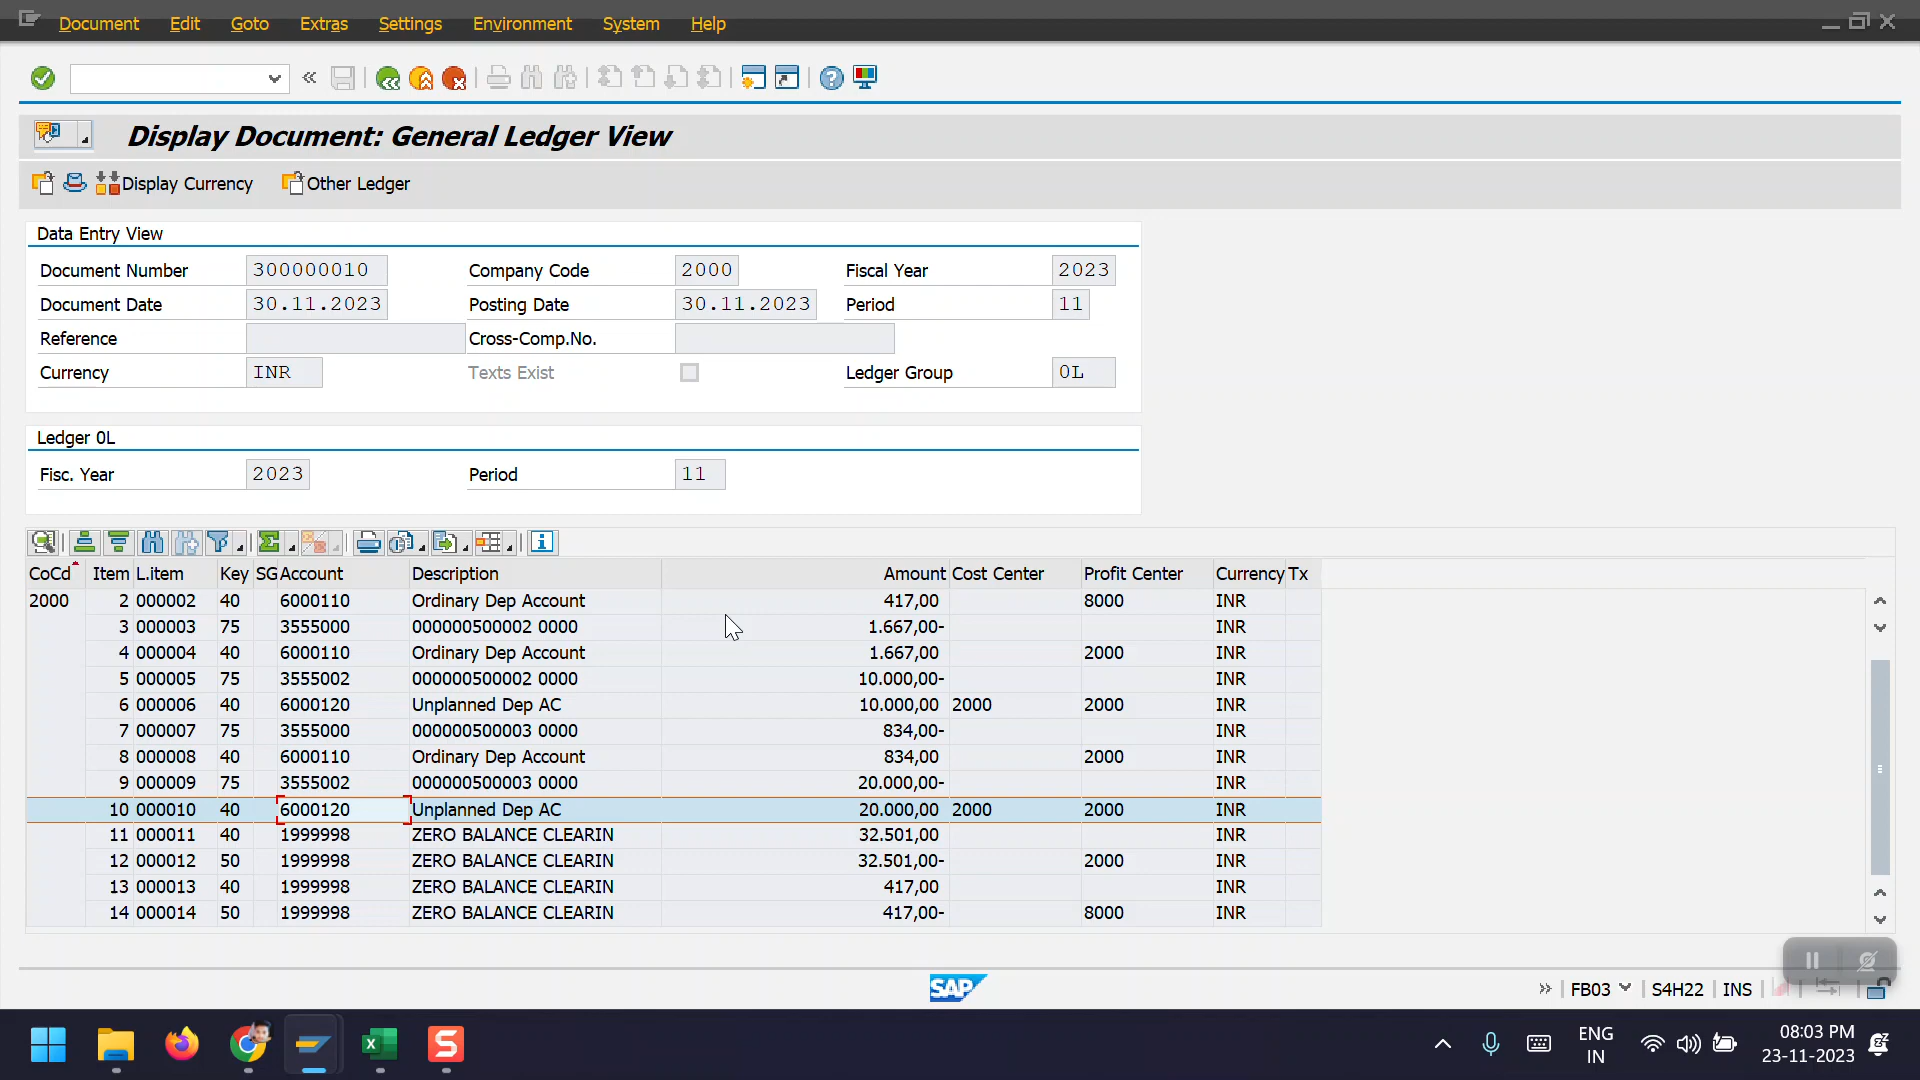 Document Edit Goto Extras Settings Environment System Help
Display Document: General Ledger View
Display Currency Other Ledger
Data Entry View
Document Number 300000010 Company Code 2000 Fiscal Year 2023
Document Date 30.11.2023 Posting Date 30.11.2023 Period 11
Reference Cross-Comp.No.
Currency INR Texts Exist Ledger Group 0L
Ledger 0L
Fisc. Year 2023 Period 11
CoCd Item L.item Key SG Account Description Amount Cost Center Profit Center Currency Tx
2000 2 000002 40 6000110 Ordinary Dep Account 417,00 8000 INR
3 000003 75 3555000 000000500002 0000 1.667,00- INR
4 000004 40 6000110 Ordinary Dep Account 1.667,00 2000 INR
5 000005 75 3555002 000000500002 0000 10.000,00- INR
6 000006 40 6000120 Unplanned Dep AC 10.000,00 2000 2000 INR
7 000007 75 3555000 000000500003 0000 834,00- INR
8 000008 40 6000110 Ordinary Dep Account 834,00 2000 INR
9 000009 75 3555002 000000500003 0000 20.000,00- INR
10 000010 40 6000120 Unplanned Dep AC 20.000,00 2000 2000 INR
11 000011 40 1999998 ZERO BALANCE CLEARIN 32.501,00 INR
12 000012 50 1999998 ZERO BALANCE CLEARIN 32.501,00- 2000 INR
13 000013 40 1999998 ZERO BALANCE CLEARIN 417,00 INR
14 000014 50 1999998 ZERO BALANCE CLEARIN 417,00- 8000 INR
SAP FB03 S4H22 INS
ENG 08:03 PM
IN 23-11-2023